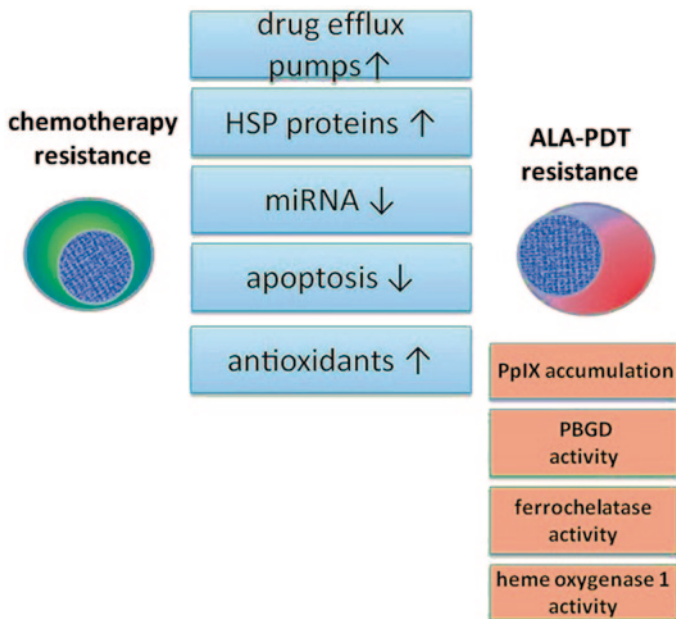 drug efflux
pumps↑
HSP proteins ↑
chemotherapy
resistance
ALA-PDT
resistance
miRNA ↓
apoptosis ↓
antioxidants ↑
PpIX accumulation
PBGD
activity
ferrochelatase
activity
heme oxygenase 1
activity